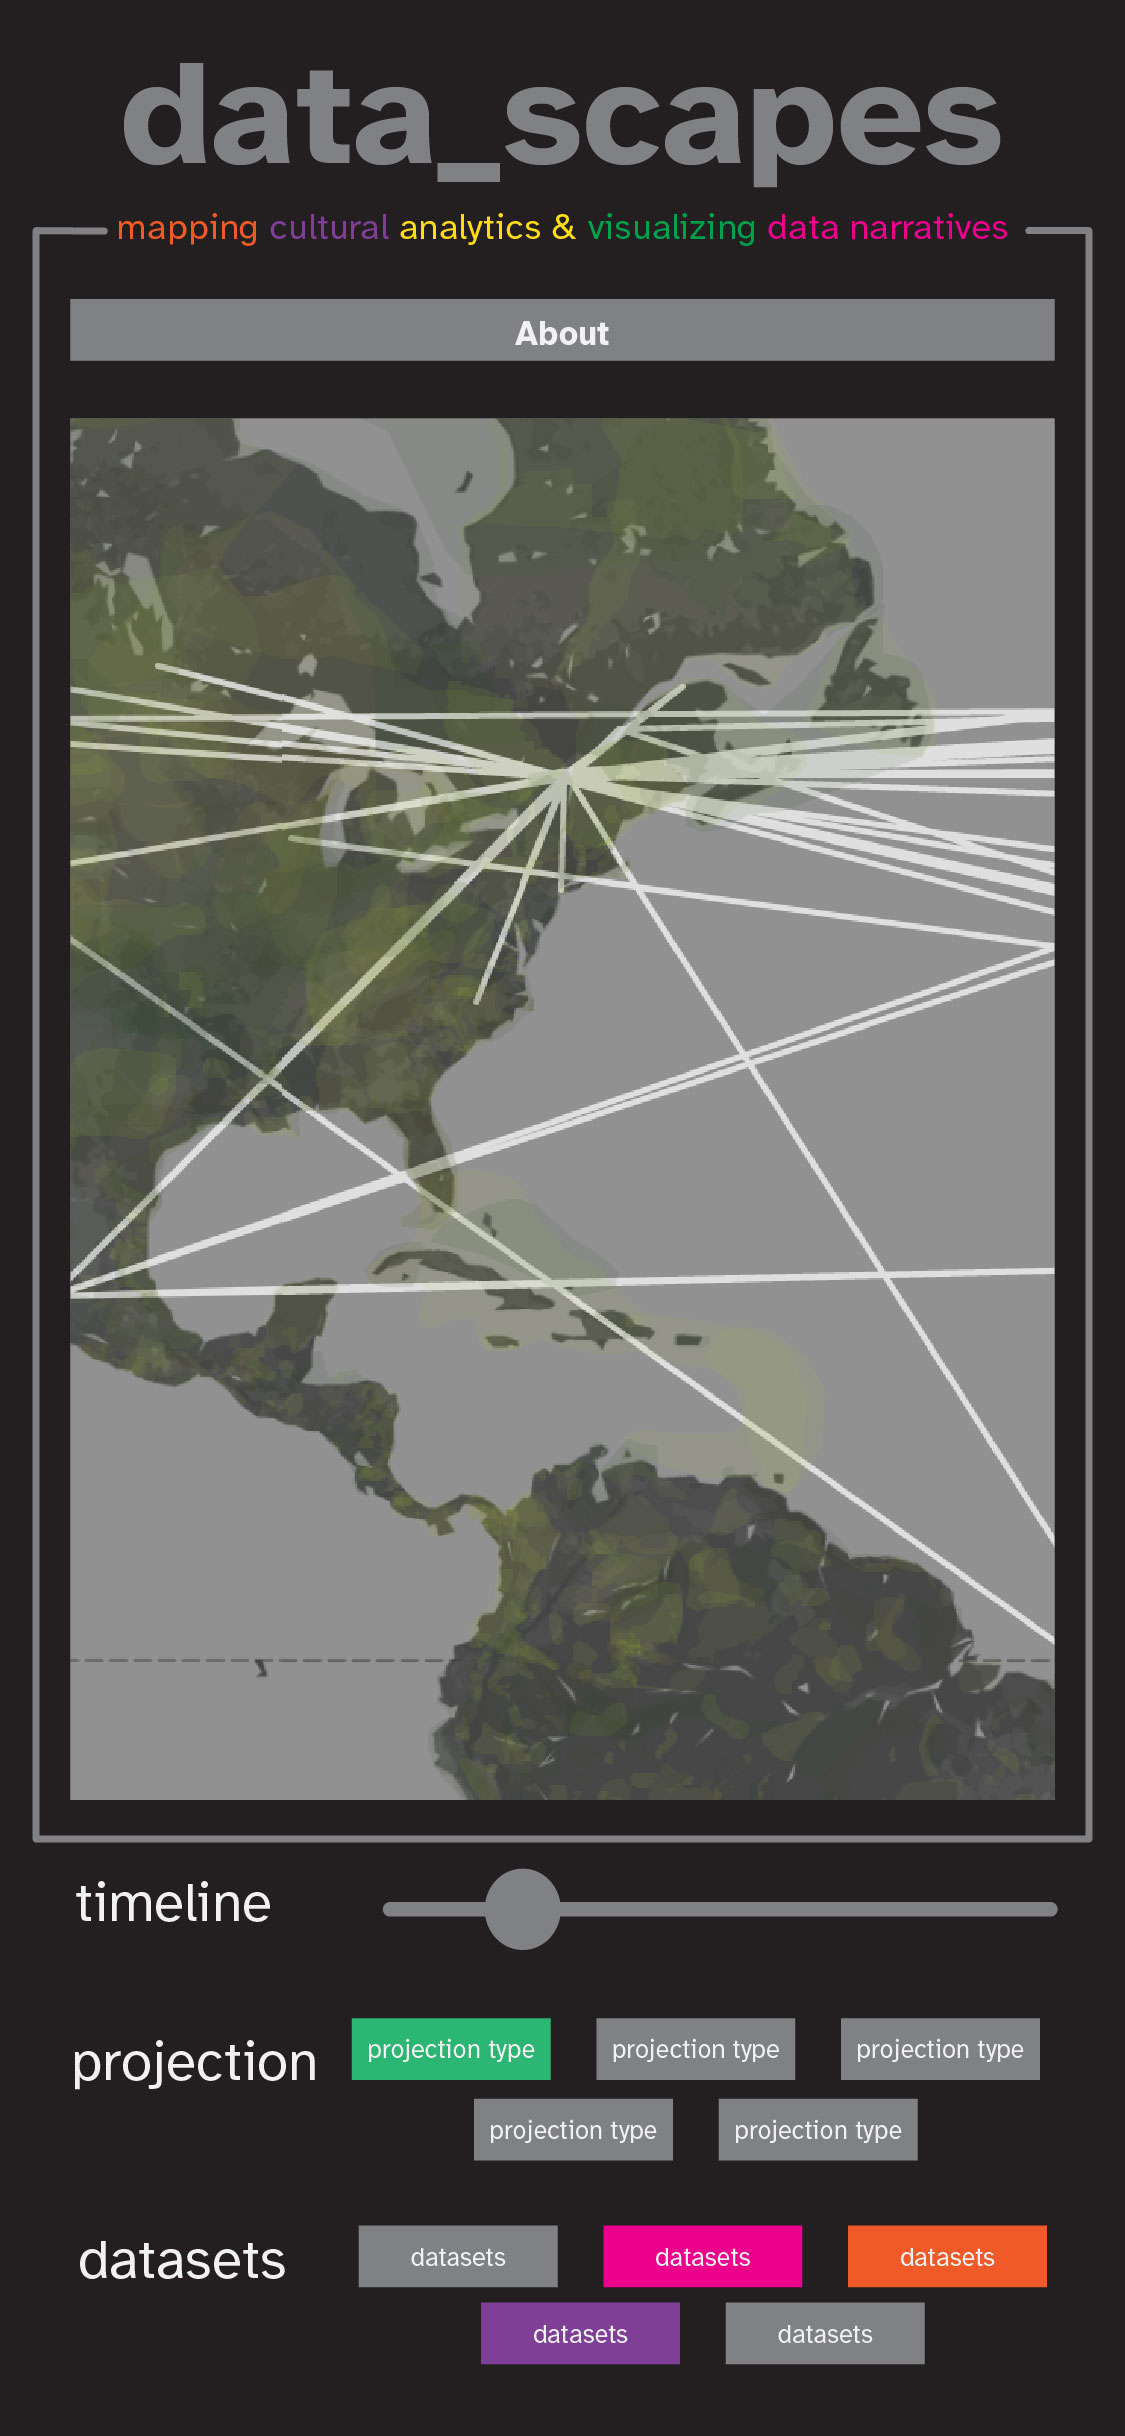 data_scapes
mapping cultural analytics & visualizing data narratives
About
timeline
projection
projection type projection type projection type
projection type projection type
datasets
datasets datasets datasets
datasets datasets